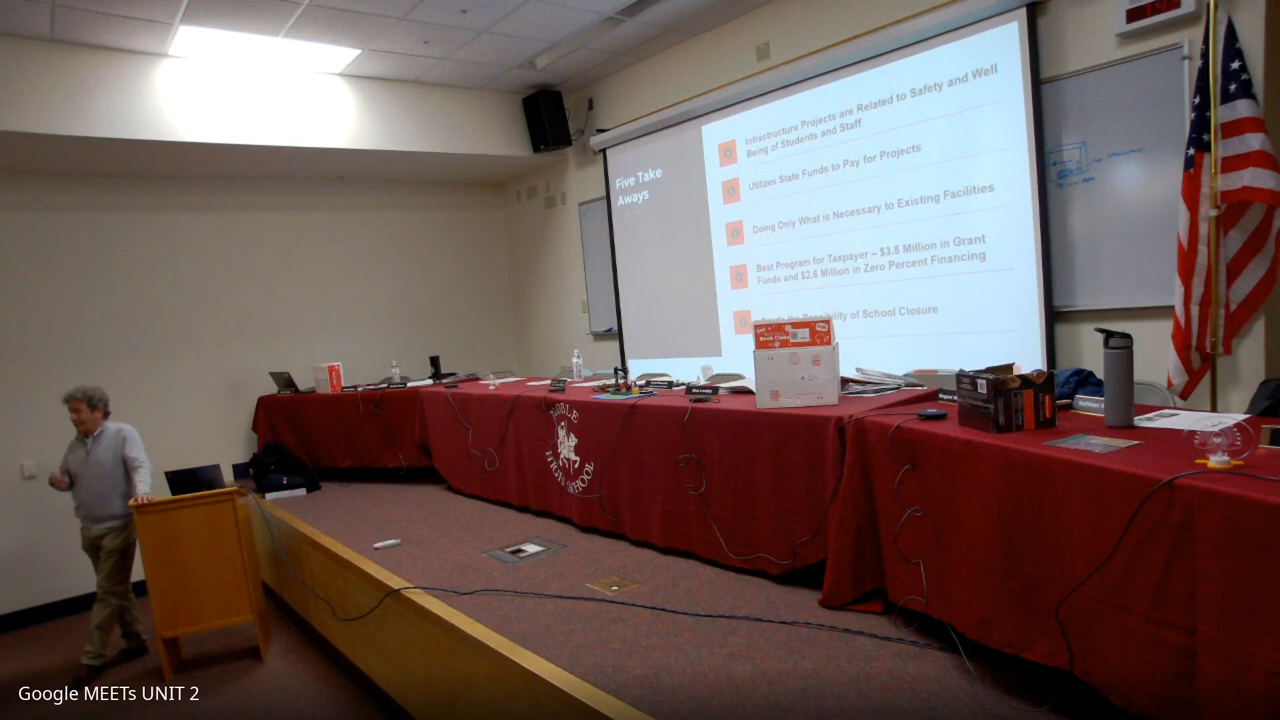 Five Take
Aways
Infrastructure Projects are Related to Safety and Well
Being of Students and Staff
Utilizes State Funds to Pay for Projects
Doing Only What is Necessary to Existing Facilities
Best Program for Taxpayer – $3.5 Million in Grant
Funds and $2.6 Million in Zero Percent Financing
of School Closure
Book Clubs
NOBLE
HIGH SCHOOL
Google MEETs UNIT 2